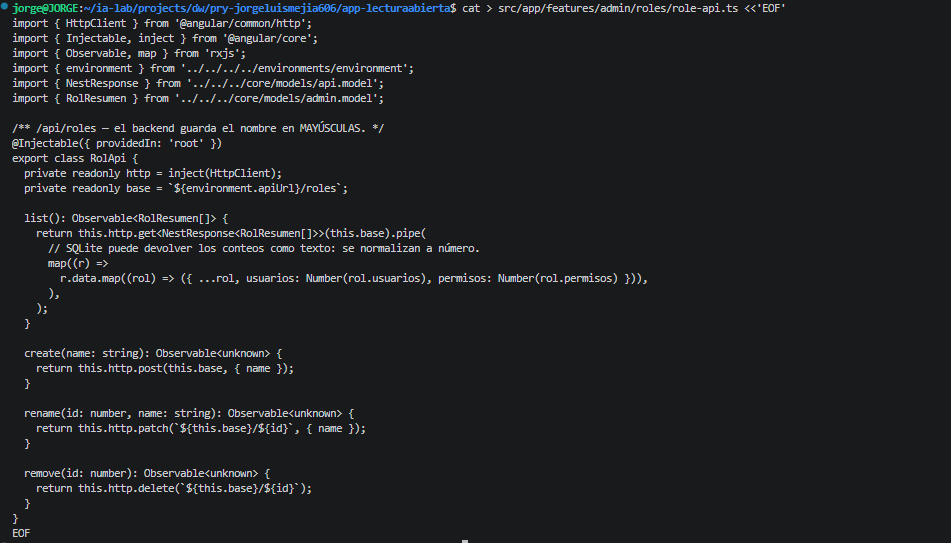 jorge@JORGE:~/ia-lab/projects/dw/pry-jorgeluismejia606/app-lecturaabierta$ cat > src/app/features/admin/roles/role-api.ts <<'EOF'
import { HttpClient } from '@angular/common/http';
import { Injectable, inject } from '@angular/core';
import { Observable, map } from 'rxjs';
import { environment } from '../../../../environments/environment';
import { NestResponse } from '../../../core/models/api.model';
import { RolResumen } from '../../../core/models/admin.model';

/** /api/roles — el backend guarda el nombre en MAYÚSCULAS. */
@Injectable({ providedIn: 'root' })
export class RolApi {
  private readonly http = inject(HttpClient);
  private readonly base = `${environment.apiUrl}/roles`;

  list(): Observable<RolResumen[]> {
    return this.http.get<NestResponse<RolResumen[]>>(this.base).pipe(
      // SQLite puede devolver los conteos como texto: se normalizan a número.
      map((r) =>
        r.data.map((rol) => ({ ...rol, usuarios: Number(rol.usuarios), permisos: Number(rol.permisos) })),
      ),
    );
  }

  create(name: string): Observable<unknown> {
    return this.http.post(this.base, { name });
  }

  rename(id: number, name: string): Observable<unknown> {
    return this.http.patch(`${this.base}/${id}`, { name });
  }

  remove(id: number): Observable<unknown> {
    return this.http.delete(`${this.base}/${id}`);
  }
}
EOF